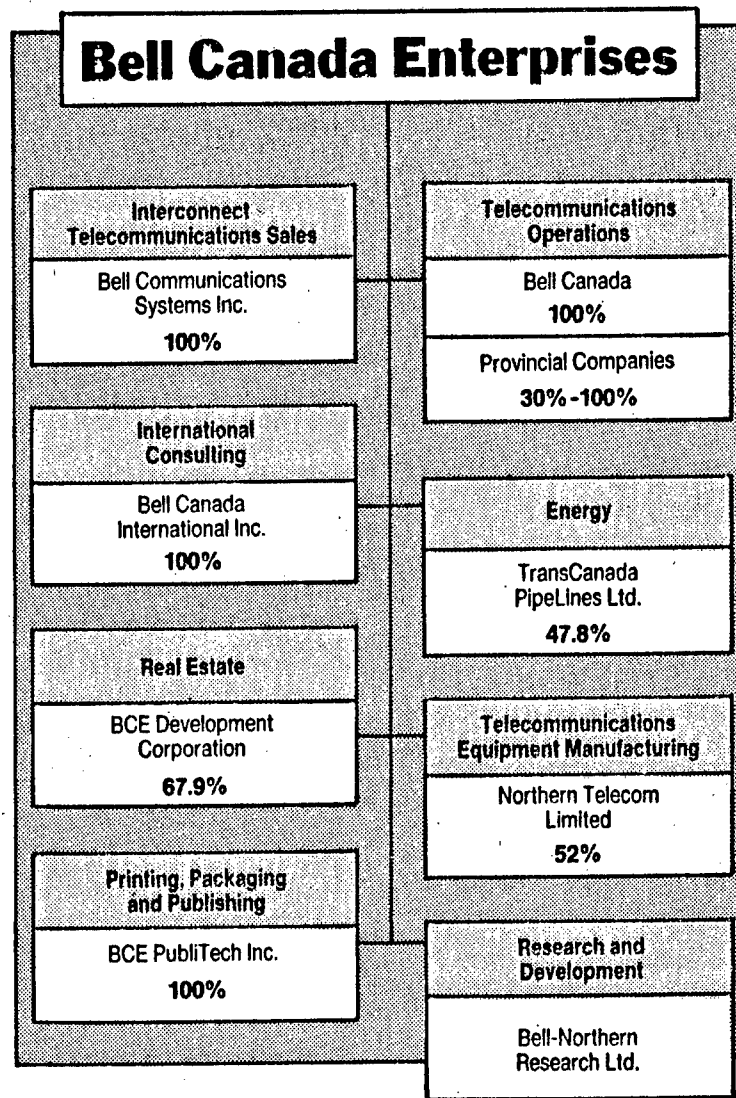 Bell Canada Enterprises
Interconnect
Telecommunications Sales
Bell Communications
Systems Inc.
100%
International
Consulting
Bell Canada
International Inc.
100%
Real Estate
BCE Development
Corporation
67.9%
Printing, Packaging
and Publishing
BCE PubliTech Inc.
100%
Telecommunications
Operations
Bell Canada
100%
Provincial Companies
30%-100%
Energy
TransCanada
PipeLines Ltd.
47.8%
Telecommunications
Equipment Manufacturing
Northern Telecom
Limited
52%
Research and
Development
Bell-Northern
Research Ltd.